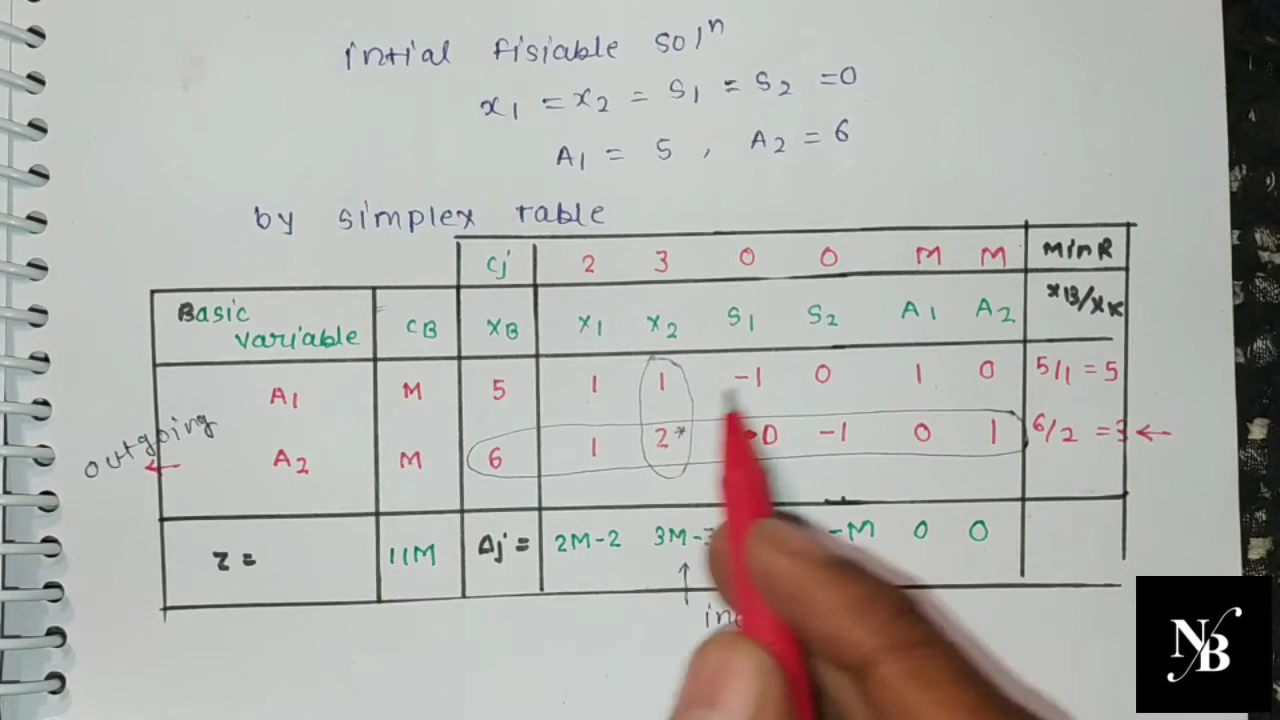 intial fisiable solⁿ
x₁ = x₂ = S₁ = S₂ = 0
A₁ = 5 , A₂ = 6
by simplex table
Cj 2 3 0 0 M M MinR
Basic variable CB XB X₁ X₂ S₁ S₂ A₁ A₂ XB/XK
A₁ M 5 1 1 -1 0 1 0 5/1 = 5
outgoing ← A₂ M 6 1 2* 0 -1 0 1 6/2 = 3 ←
Z = 11M Δj = 2M-2 3M- -M 0 0
↑
NB